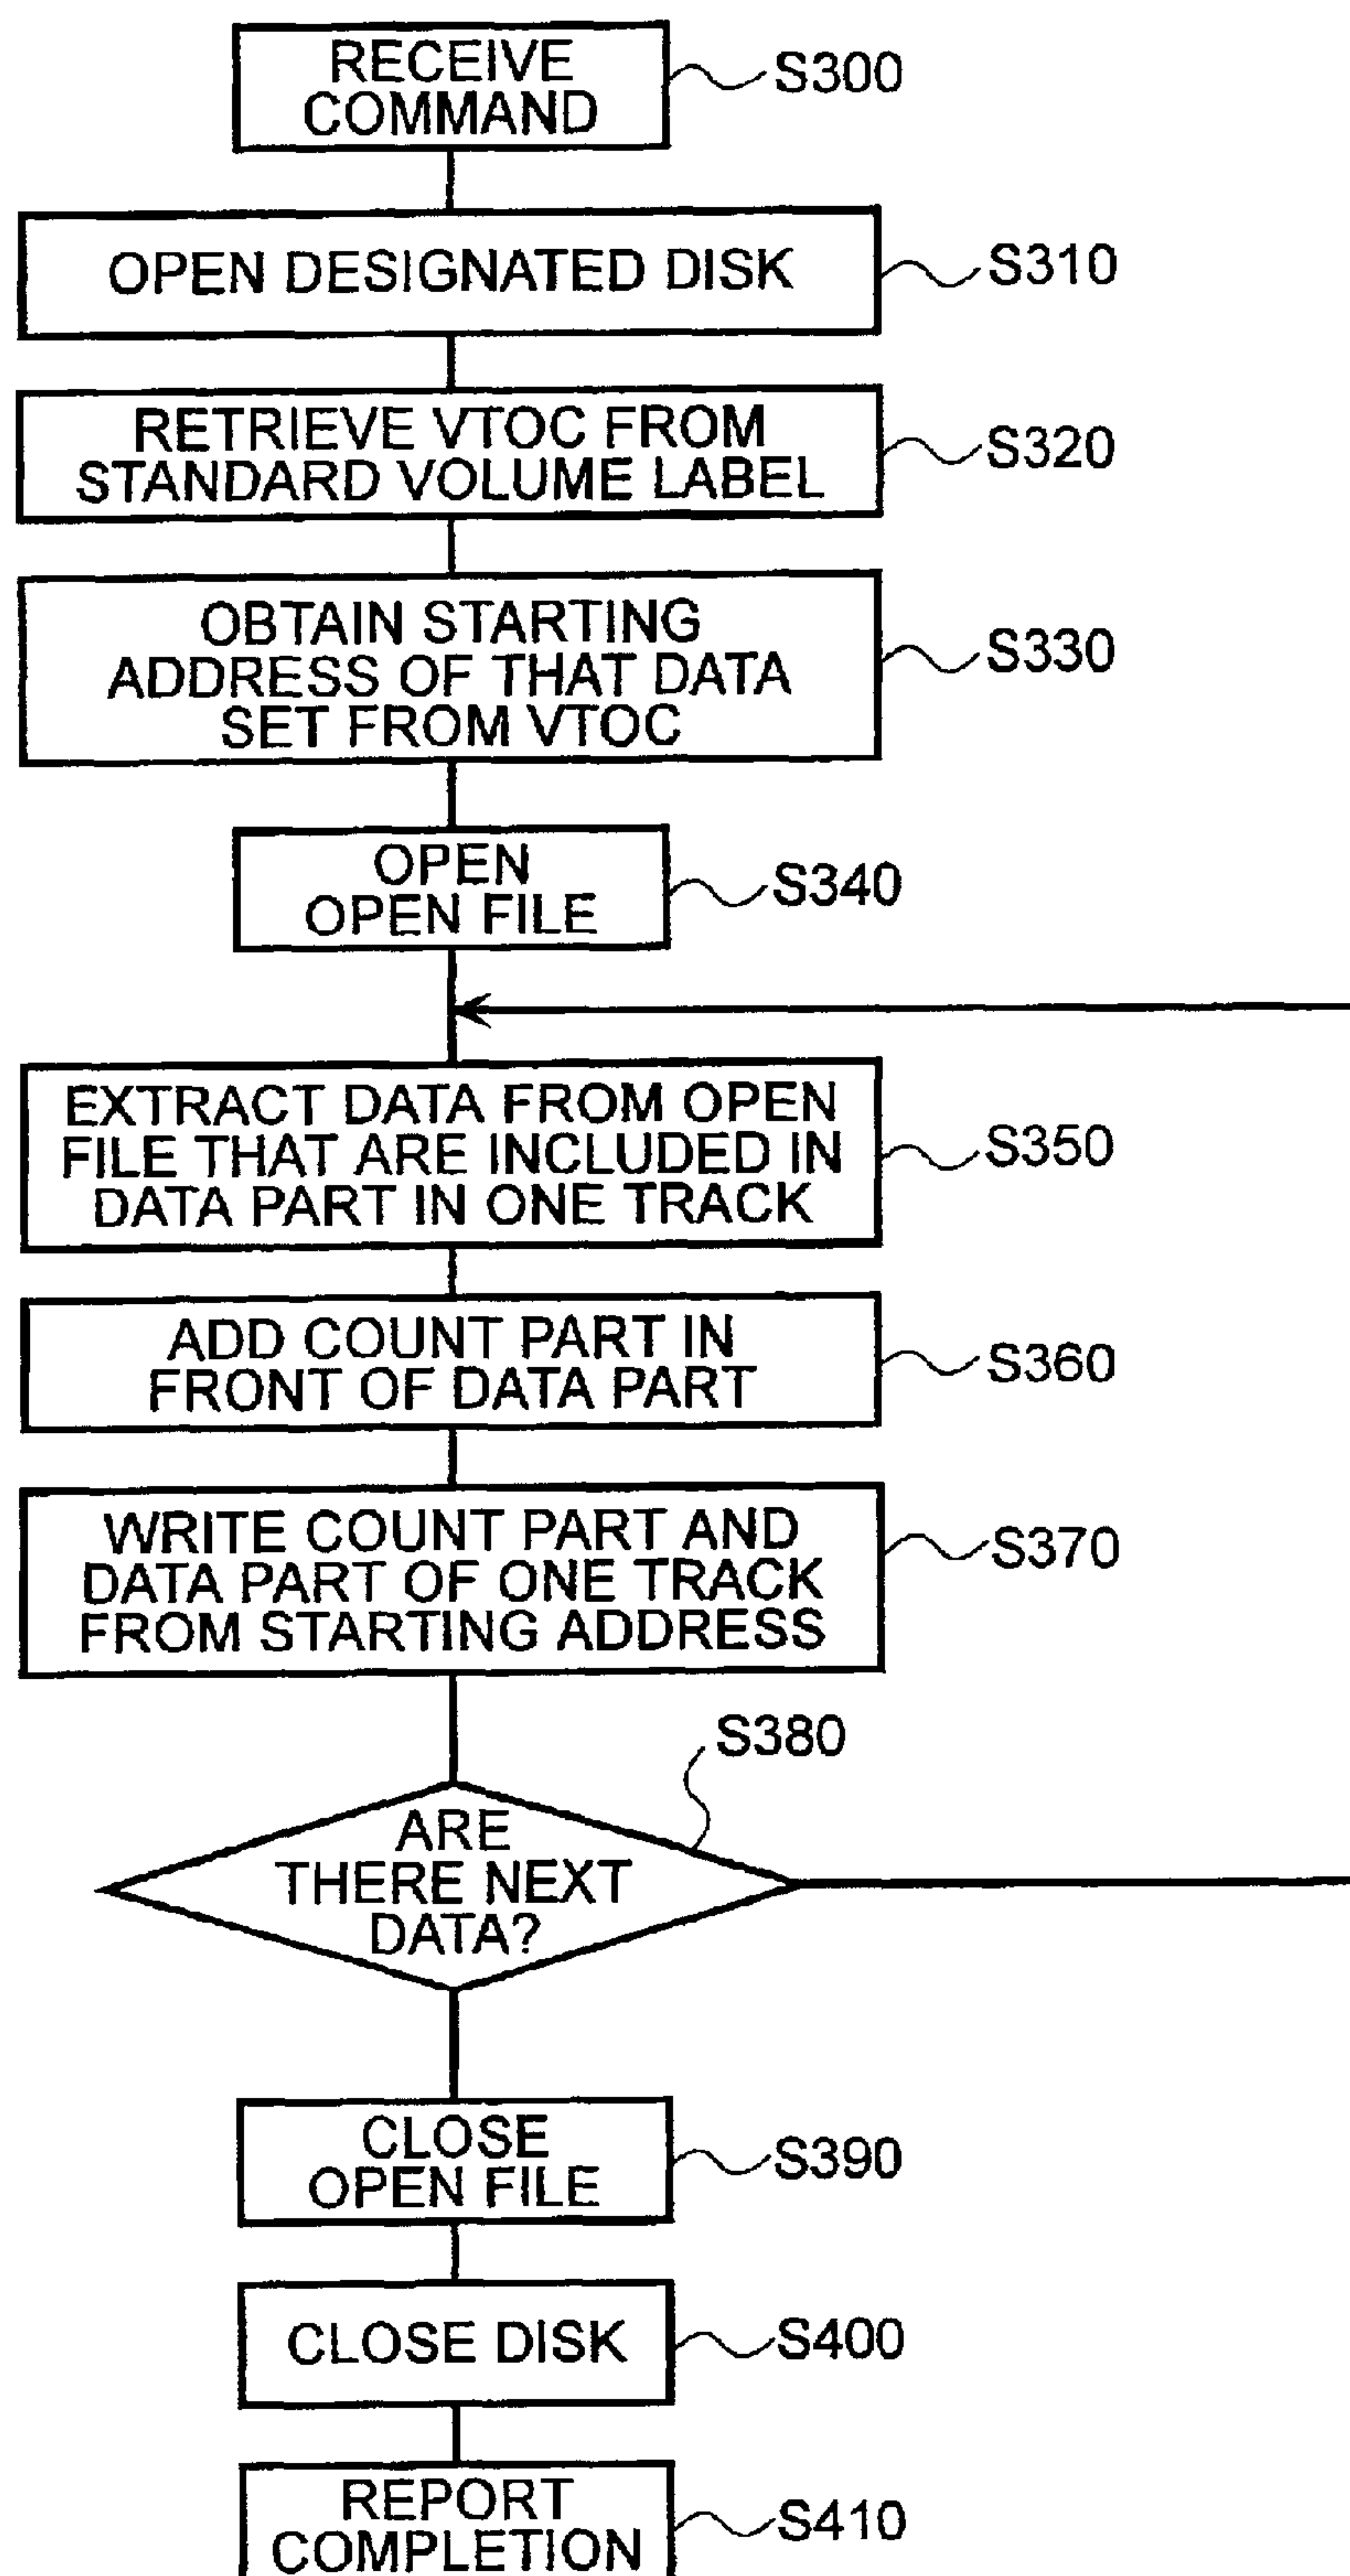 RECEIVE
COMMAND
S300
OPEN DESIGNATED DISK
S310
RETRIEVE VTOC FROM
STANDARD VOLUME LABEL
S320
OBTAIN STARTING
ADDRESS OF THAT DATA
SET FROM VTOC
S330
OPEN
OPEN FILE
S340
EXTRACT DATA FROM OPEN
FILE THAT ARE INCLUDED IN
DATA PART IN ONE TRACK
S350
ADD COUNT PART IN
FRONT OF DATA PART
S360
WRITE COUNT PART AND
DATA PART OF ONE TRACK
FROM STARTING ADDRESS
S370
S380
ARE
THERE NEXT
DATA?
CLOSE
OPEN FILE
S390
CLOSE DISK
S400
REPORT
COMPLETION
S410